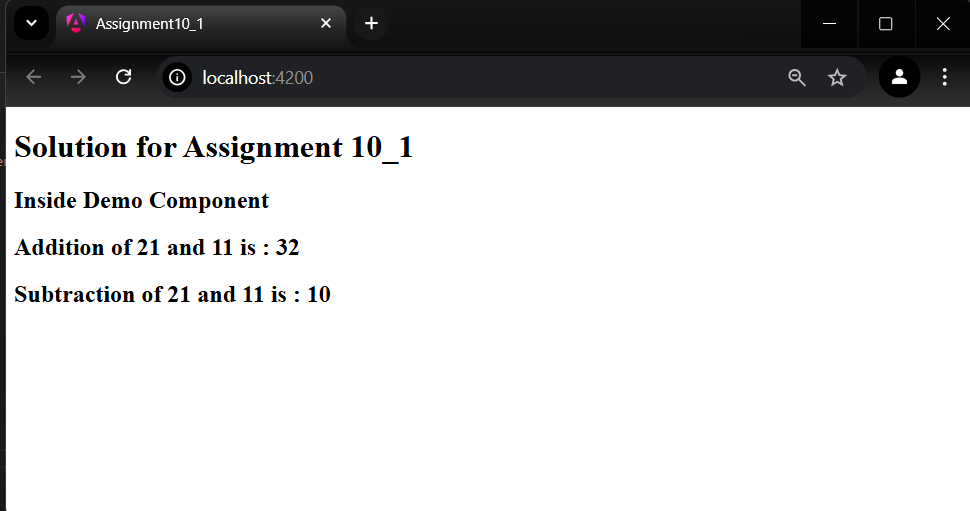 Assignment10_1
localhost:4200
Solution for Assignment 10_1
Inside Demo Component
Addition of 21 and 11 is : 32
Subtraction of 21 and 11 is : 10